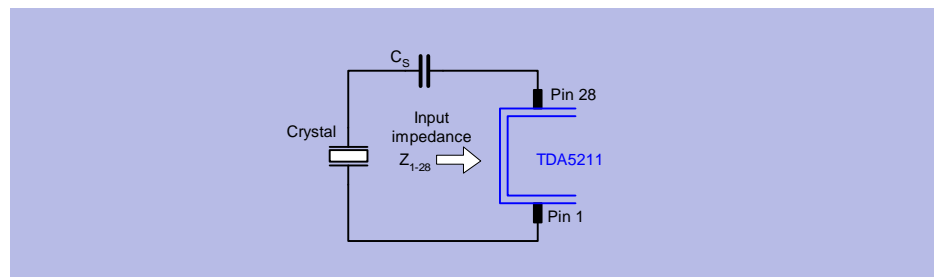 C_S
Pin 28
Input
impedance
Z_1-28
Crystal
TDA5211
Pin 1